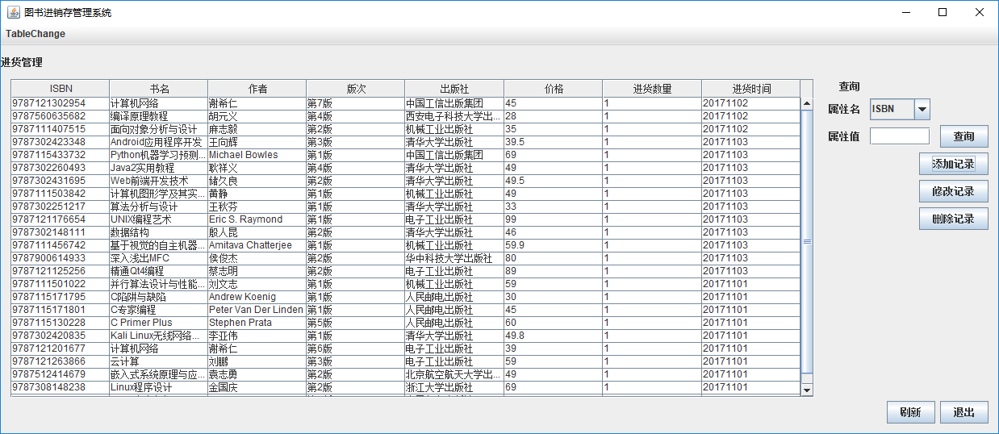 图书进销存管理系统
TableChange
进货管理
ISBN 书名 作者 版次 出版社 价格 进货数量 进货时间
9787121302954 计算机网络 谢希仁 第7版 中国工信出版集团 45 1 20171102
9787560635682 编译原理教程 胡元义 第4版 西安电子科技大学出... 28 1 20171102
9787111407515 面向对象分析与设计 麻志毅 第2版 机械工业出版社 35 1 20171102
9787302423348 Android应用程序开发 王向辉 第3版 清华大学出版社 39.5 1 20171103
9787115433732 Python机器学习预测... Michael Bowles 第1版 中国工信出版集团 69 1 20171103
9787302260493 Java2实用教程 耿祥义 第4版 清华大学出版社 49 1 20171103
9787302431695 Web前端开发技术 储久良 第2版 清华大学出版社 49.5 1 20171103
9787111503842 计算机图形学及其实... 黄静 第1版 机械工业出版社 49 1 20171103
9787302251217 算法分析与设计 王秋芬 第1版 清华大学出版社 33 1 20171103
9787121176654 UNIX编程艺术 Eric S. Raymond 第1版 电子工业出版社 99 1 20171103
9787302148111 数据结构 殷人昆 第2版 清华大学出版社 46 1 20171103
9787111456742 基于视觉的自主机器... Amitava Chatterjee 第1版 机械工业出版社 59.9 1 20171103
9787900614933 深入浅出MFC 侯俊杰 第2版 华中科技大学出版社 80 1 20171103
9787121125256 精通Qt4编程 蔡志明 第2版 电子工业出版社 89 1 20171103
9787111501022 并行算法设计与性能... 刘文志 第1版 机械工业出版社 59 1 20171101
9787115171795 C陷阱与缺陷 Andrew Koenig 第1版 人民邮电出版社 30 1 20171101
9787115171801 C专家编程 Peter Van Der Linden 第1版 人民邮电出版社 45 1 20171101
9787115130228 C Primer Plus Stephen Prata 第5版 人民邮电出版社 60 1 20171101
9787302420835 Kali Linux无线网络... 李亚伟 第1版 清华大学出版社 49.8 1 20171101
9787121201677 计算机网络 谢希仁 第6版 电子工业出版社 39 1 20171101
9787121263866 云计算 刘鹏 第3版 电子工业出版社 59 1 20171101
9787512414679 嵌入式系统原理与应... 袁志勇 第2版 北京航空航天大学出... 49 1 20171101
9787308148238 Linux程序设计 金国庆 第2版 浙江大学出版社 69 1 20171101
查询
属性名 ISBN
属性值 查询
添加记录
修改记录
删除记录
刷新 退出